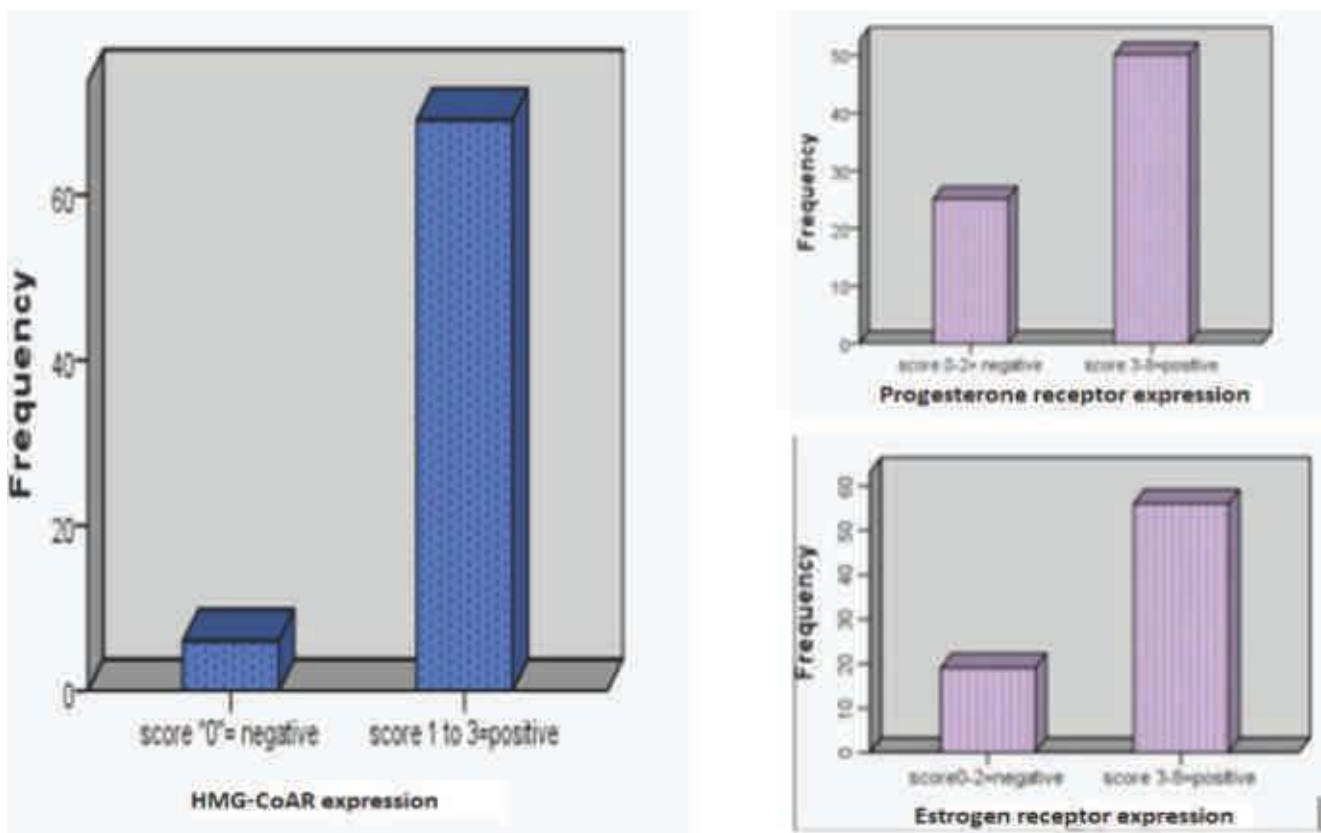 Frequency
60
40
20
0
score "0"= negative
score 1 to 3=positive
HMG-CoAR expression
Frequency
50
40
30
20
10
0
score 0-2= negative
score 3-8=positive
Progesterone receptor expression
Frequency
60
50
40
30
20
10
0
score0-2=negative
score 3-8=positive
Estrogen receptor expression